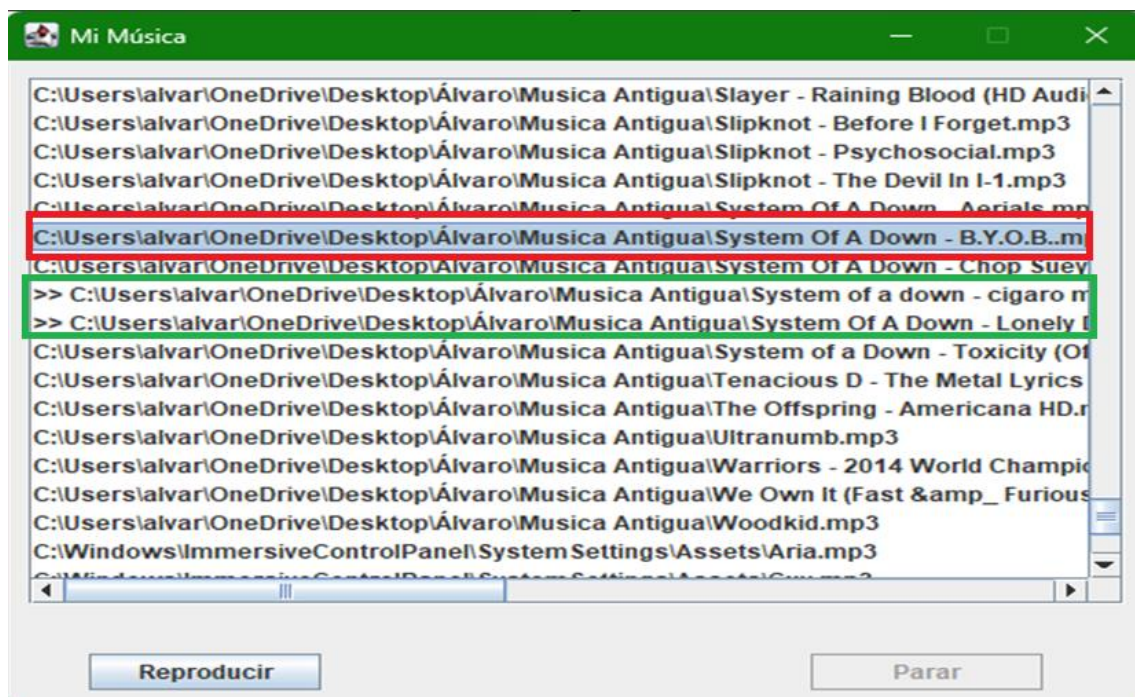 Mi Música
C:\Users\alvar\OneDrive\Desktop\Álvaro\Musica Antigua\Slayer - Raining Blood (HD Audi
C:\Users\alvar\OneDrive\Desktop\Álvaro\Musica Antigua\Slipknot - Before I Forget.mp3
C:\Users\alvar\OneDrive\Desktop\Álvaro\Musica Antigua\Slipknot - Psychosocial.mp3
C:\Users\alvar\OneDrive\Desktop\Álvaro\Musica Antigua\Slipknot - The Devil In I-1.mp3
C:\Users\alvar\OneDrive\Desktop\Álvaro\Musica Antigua\System Of A Down - Aerials.mp
C:\Users\alvar\OneDrive\Desktop\Álvaro\Musica Antigua\System Of A Down - B.Y.O.B..m
C:\Users\alvar\OneDrive\Desktop\Álvaro\Musica Antigua\System Of A Down - Chop Suey
>> C:\Users\alvar\OneDrive\Desktop\Álvaro\Musica Antigua\System of a down - cigaro m
>> C:\Users\alvar\OneDrive\Desktop\Álvaro\Musica Antigua\System Of A Down - Lonely
C:\Users\alvar\OneDrive\Desktop\Álvaro\Musica Antigua\System of a Down - Toxicity (Of
C:\Users\alvar\OneDrive\Desktop\Álvaro\Musica Antigua\Tenacious D - The Metal Lyrics
C:\Users\alvar\OneDrive\Desktop\Álvaro\Musica Antigua\The Offspring - Americana HD.
C:\Users\alvar\OneDrive\Desktop\Álvaro\Musica Antigua\Ultranumb.mp3
C:\Users\alvar\OneDrive\Desktop\Álvaro\Musica Antigua\Warriors - 2014 World Champi
C:\Users\alvar\OneDrive\Desktop\Álvaro\Musica Antigua\We Own It (Fast &amp_ Furious
C:\Users\alvar\OneDrive\Desktop\Álvaro\Musica Antigua\Woodkid.mp3
C:\Windows\ImmersiveControlPanel\SystemSettings\Assets\Aria.mp3
C:\Windows\ImmersiveControlPanel\SystemSettings\Assets\Guy.mp3
Reproducir
Parar